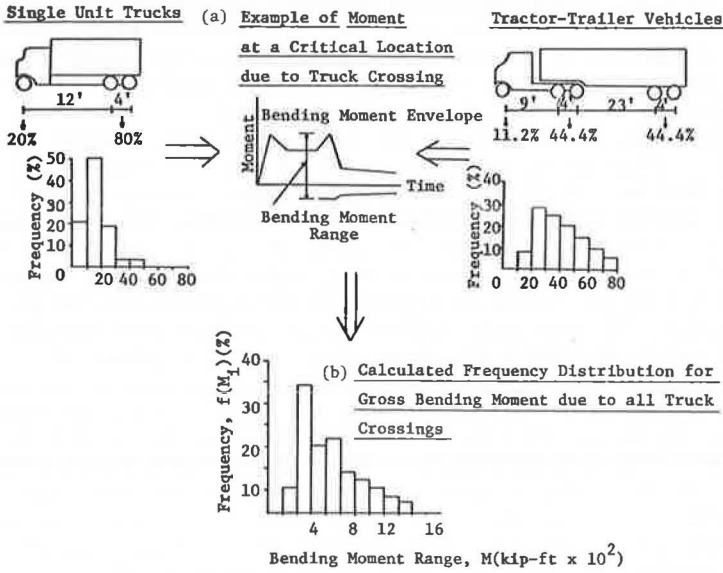 Single Unit Trucks
(a) Example of Moment
at a Critical Location
due to Truck Crossing
Tractor-Trailer Vehicles
12' 4'
20% 80%
9' 4' 23' 4'
11.2% 44.4% 44.4%
Bending Moment Envelope
Moment
Time
Bending Moment
Range
Frequency (%)
50
40
30
20
10
0
20 40 60 80
Frequency (%)
40
30
20
10
0
20 40 60 80
(b) Calculated Frequency Distribution for
Gross Bending Moment due to all Truck
Crossings
Frequency, f(Mi)(%)
40
30
20
10
4 8 12 16
Bending Moment Range, M(kip-ft x 10²)